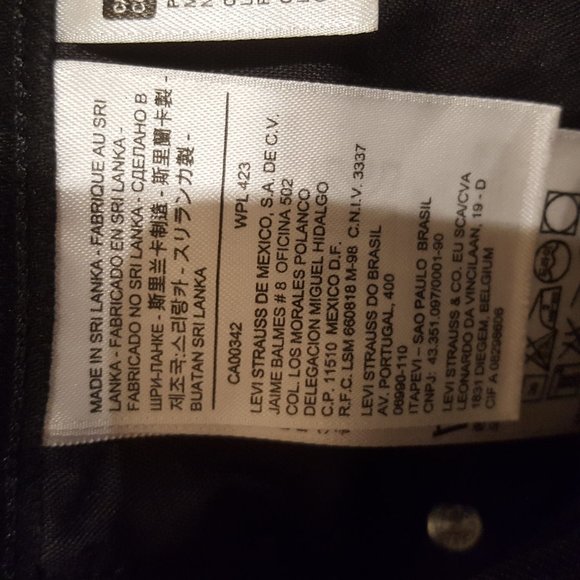 MADE IN SRI LANKA - FABRIQUE AU SRI
LANKA - FABRICADO EN SRI LANKA -
FABRICADO NO SRI LANKA - СДЕЛАНО В
ШРИ-ЛАНКЕ - 斯里兰卡制造 - 斯里蘭卡製 -
제조국:스리랑카 - スリランカ製 -
BUATAN SRI LANKA
CA00342 WPL 423
LEVI STRAUSS DE MEXICO, S.A. DE C.V.
JAIME BALMES # 8 OFICINA 502
COL. LOS MORALES POLANCO
DELEGACION MIGUEL HIDALGO
C.P. 11510 MEXICO D.F.
R.F.C. LSM 660818 M-98 C.N.I.V. 3337
LEVI STRAUSS DO BRASIL
AV. PORTUGAL, 400
06990-110
ITAPEVI – SAO PAULO BRASIL
CNPJ: 43.351.097/0001-90
LEVI STRAUSS & CO. EU SCA/CVA
LEONARDO DA VINCILAAN, 19 - D
1831 DIEGEM, BELGIUM
CIF A 08298606